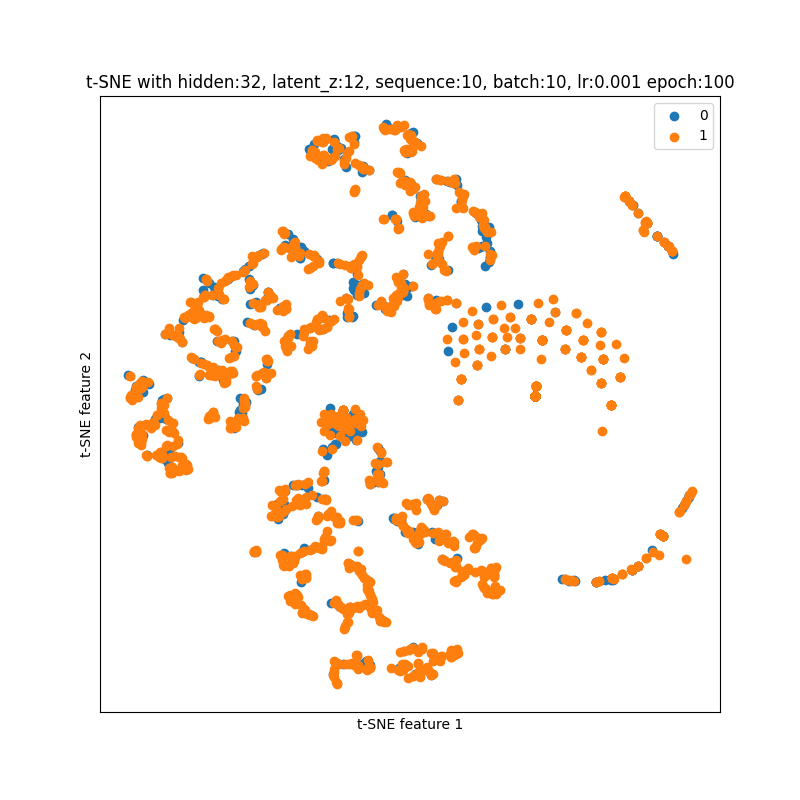 t-SNE with hidden:32, latent_z:12, sequence:10, batch:10, lr:0.001 epoch:100
0
1
t-SNE feature 2
t-SNE feature 1